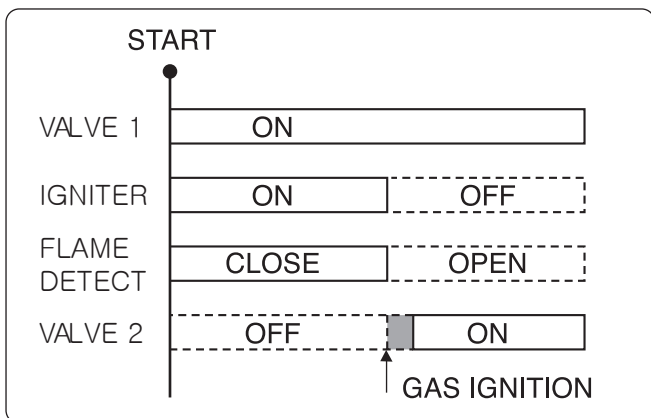 START
VALVE 1
ON
IGNITER
ON
OFF
FLAME
DETECT
CLOSE
OPEN
VALVE 2
OFF
ON
GAS IGNITION